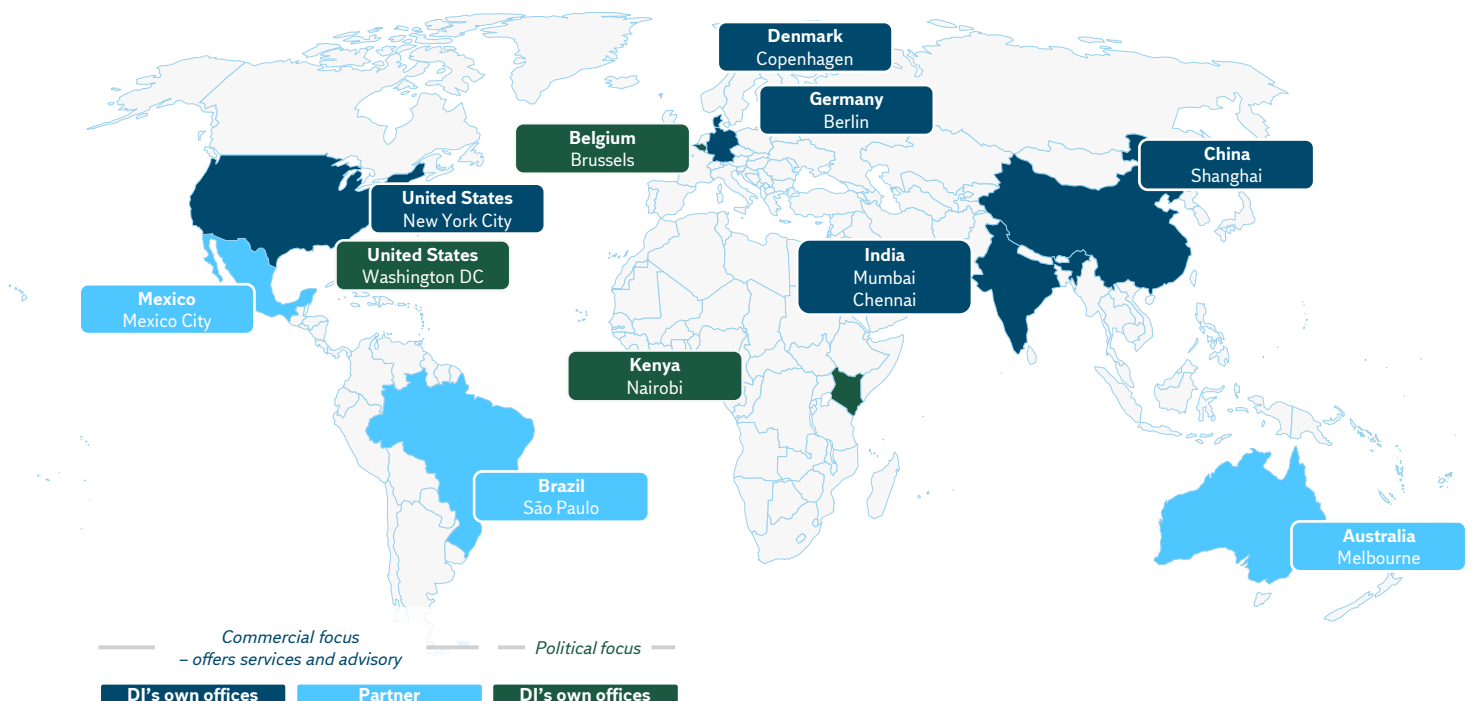 Denmark
Copenhagen
Germany
Berlin
Belgium
Brussels
China
Shanghai
United States
New York City
United States
Washington DC
India
Mumbai
Chennai
Mexico
Mexico City
Kenya
Nairobi
Brazil
São Paulo
Australia
Melbourne
Commercial focus
– offers services and advisory
Political focus
DI's own offices
Partner
DI's own offices